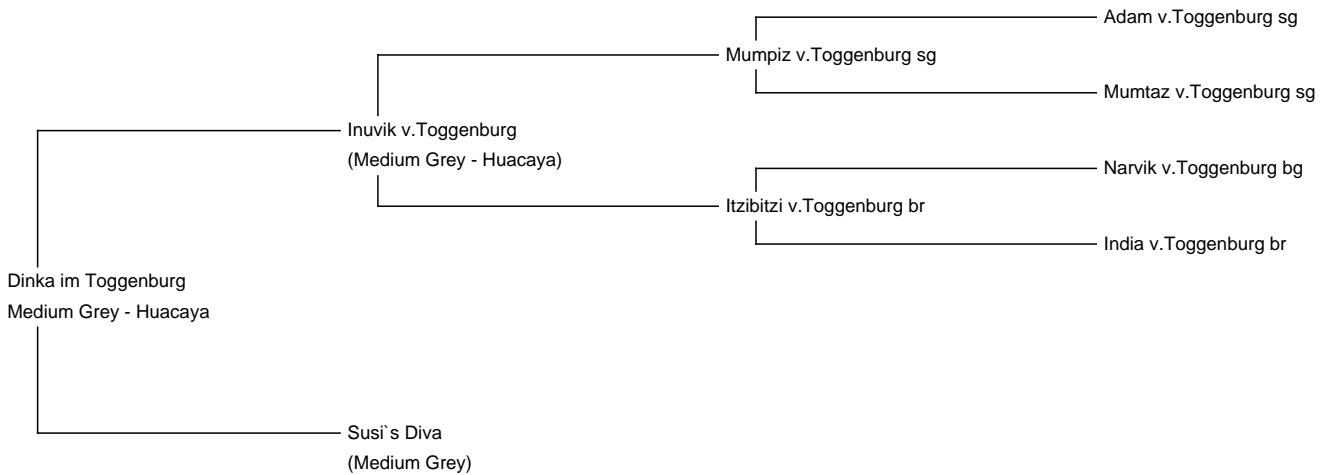 Adam v.Toggenburg sg
Mumpiz v.Toggenburg sg
Mumtaz v.Toggenburg sg
Inuvik v.Toggenburg
(Medium Grey - Huacaya)
Narvik v.Toggenburg bg
Itzibitzi v.Toggenburg br
India v.Toggenburg br
Dinka im Toggenburg
Medium Grey - Huacaya
Susi`s Diva
(Medium Grey)